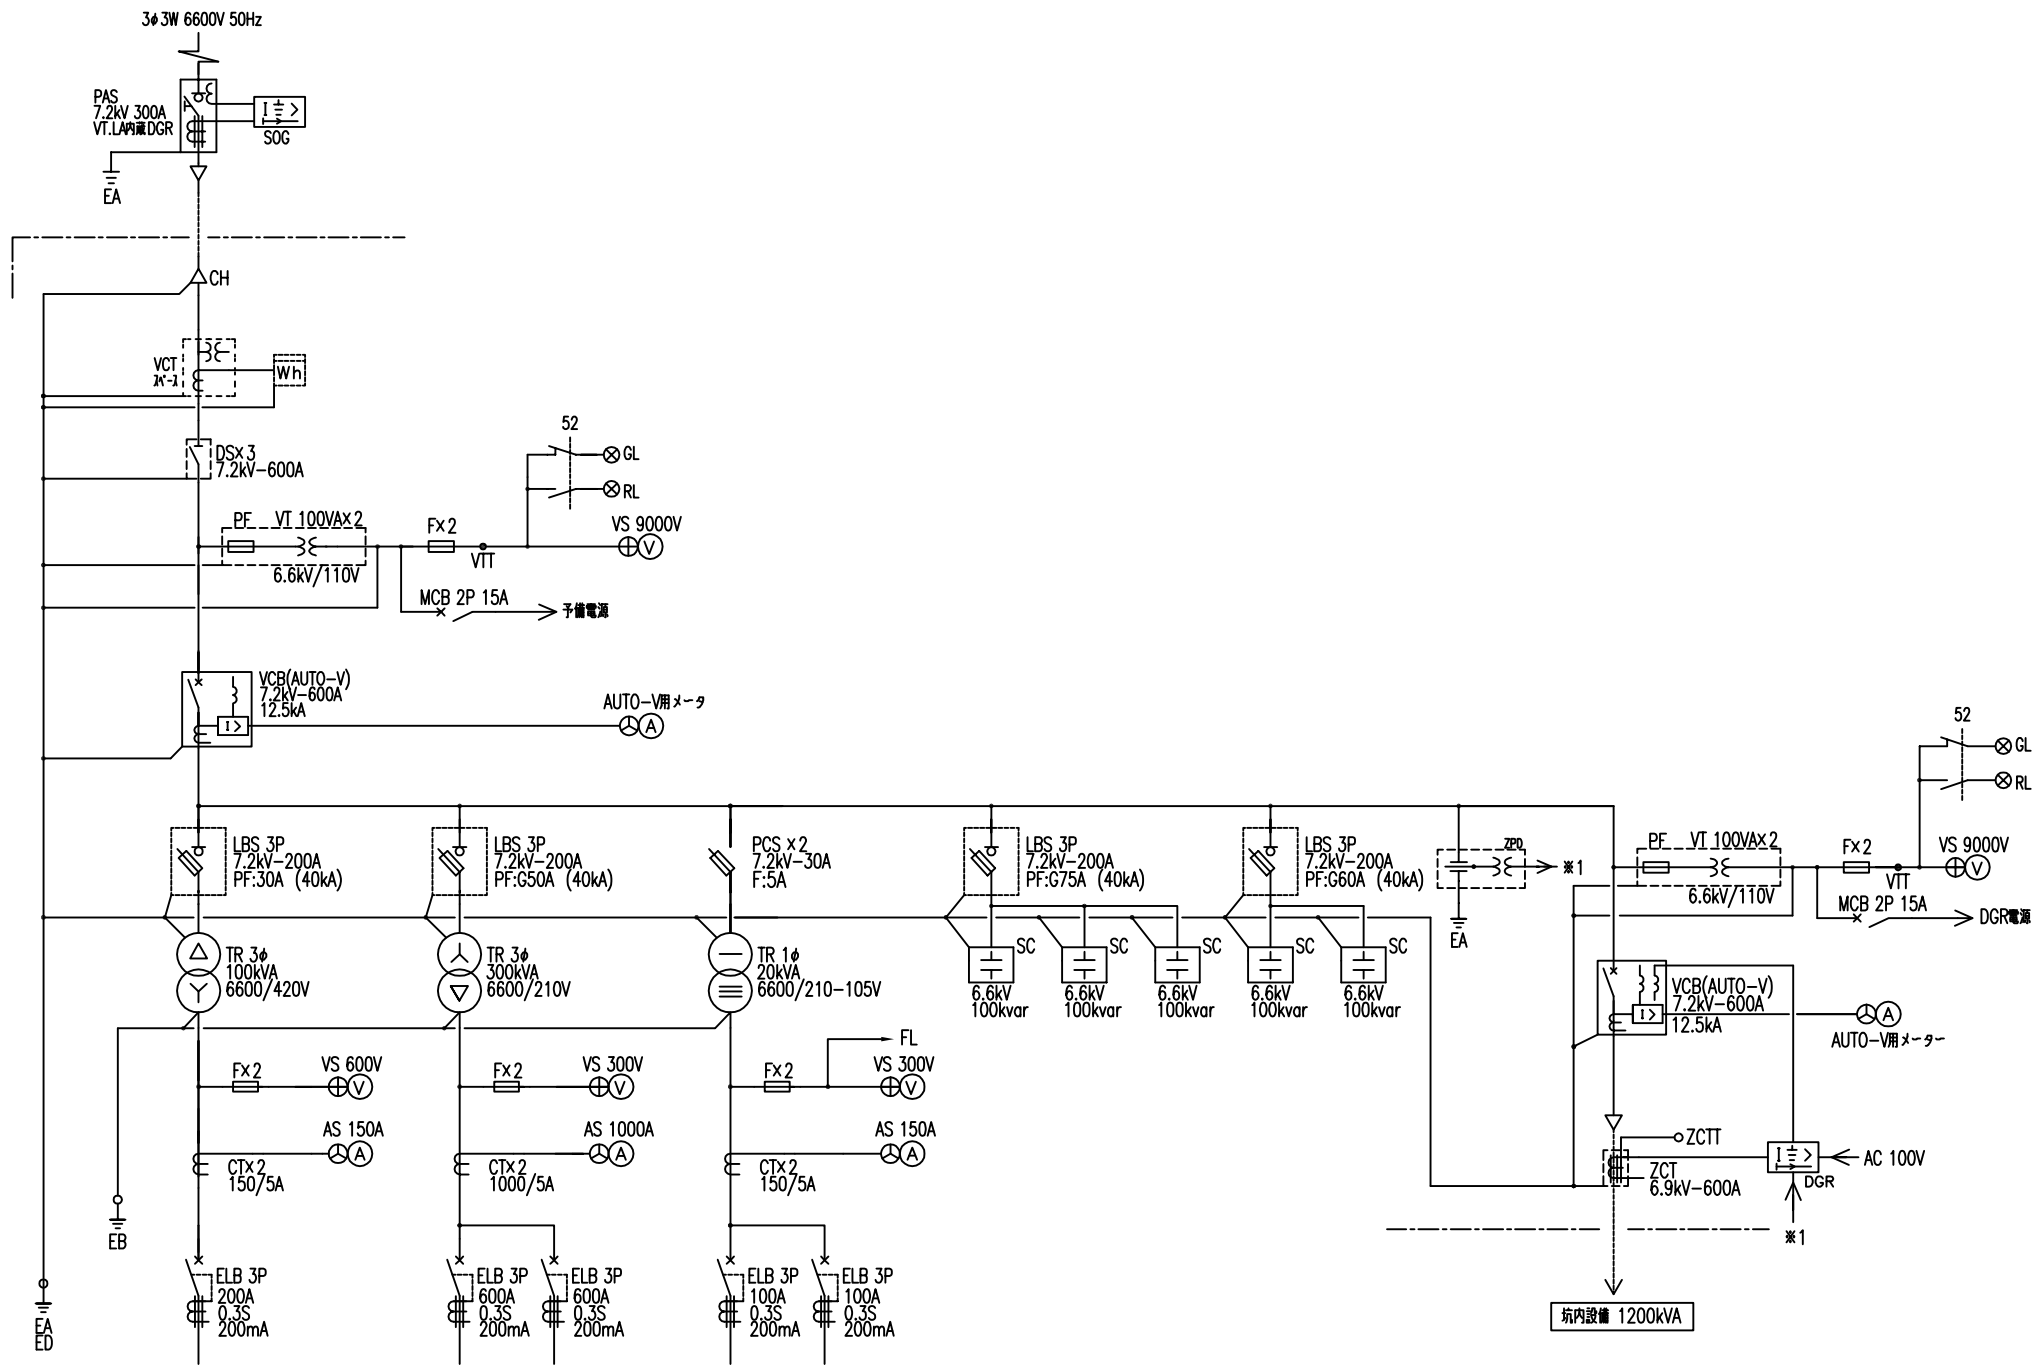 3φ3W 6600V 50Hz
PAS
7.2kV 300A
VT.LA内蔵DGR
SOG
EA
CH
VCT
スペース
Wh
DS×3
7.2kV-600A
PF
VT 100VA×2
6.6kV/110V
F×2
VTT
52
GL
RL
VS 9000V
V
MCB 2P 15A
予備電源
VCB(AUTO-V)
7.2kV-600A
12.5kA
I>
AUTO-V用メータ
A
LBS 3P
7.2kV-200A
PF:30A (40kA)
LBS 3P
7.2kV-200A
PF:G50A (40kA)
PCS ×2
7.2kV-30A
F:5A
LBS 3P
7.2kV-200A
PF:G75A (40kA)
LBS 3P
7.2kV-200A
PF:G60A (40kA)
ZPD
※1
EA
PF
VT 100VA×2
6.6kV/110V
F×2
VTT
52
GL
RL
VS 9000V
V
MCB 2P 15A
DGR電源
TR 3φ
100kVA
6600/420V
TR 3φ
300kVA
6600/210V
TR 1φ
20kVA
6600/210-105V
SC
6.6kV
100kvar
SC
6.6kV
100kvar
SC
6.6kV
100kvar
SC
6.6kV
100kvar
SC
6.6kV
100kvar
VCB(AUTO-V)
7.2kV-600A
12.5kA
I>
A
AUTO-V用メーター
F×2
VS 600V
V
AS 150A
A
CT×2
150/5A
F×2
VS 300V
V
AS 1000A
A
CT×2
1000/5A
FL
F×2
VS 300V
V
AS 150A
A
CT×2
150/5A
ZCTT
ZCT
6.9kV-600A
DGR
AC 100V
※1
EB
EA
ED
ELB 3P
200A
0.3S
200mA
ELB 3P
600A
0.3S
200mA
ELB 3P
600A
0.3S
200mA
ELB 3P
100A
0.3S
200mA
ELB 3P
100A
0.3S
200mA
坑内設備 1200kVA